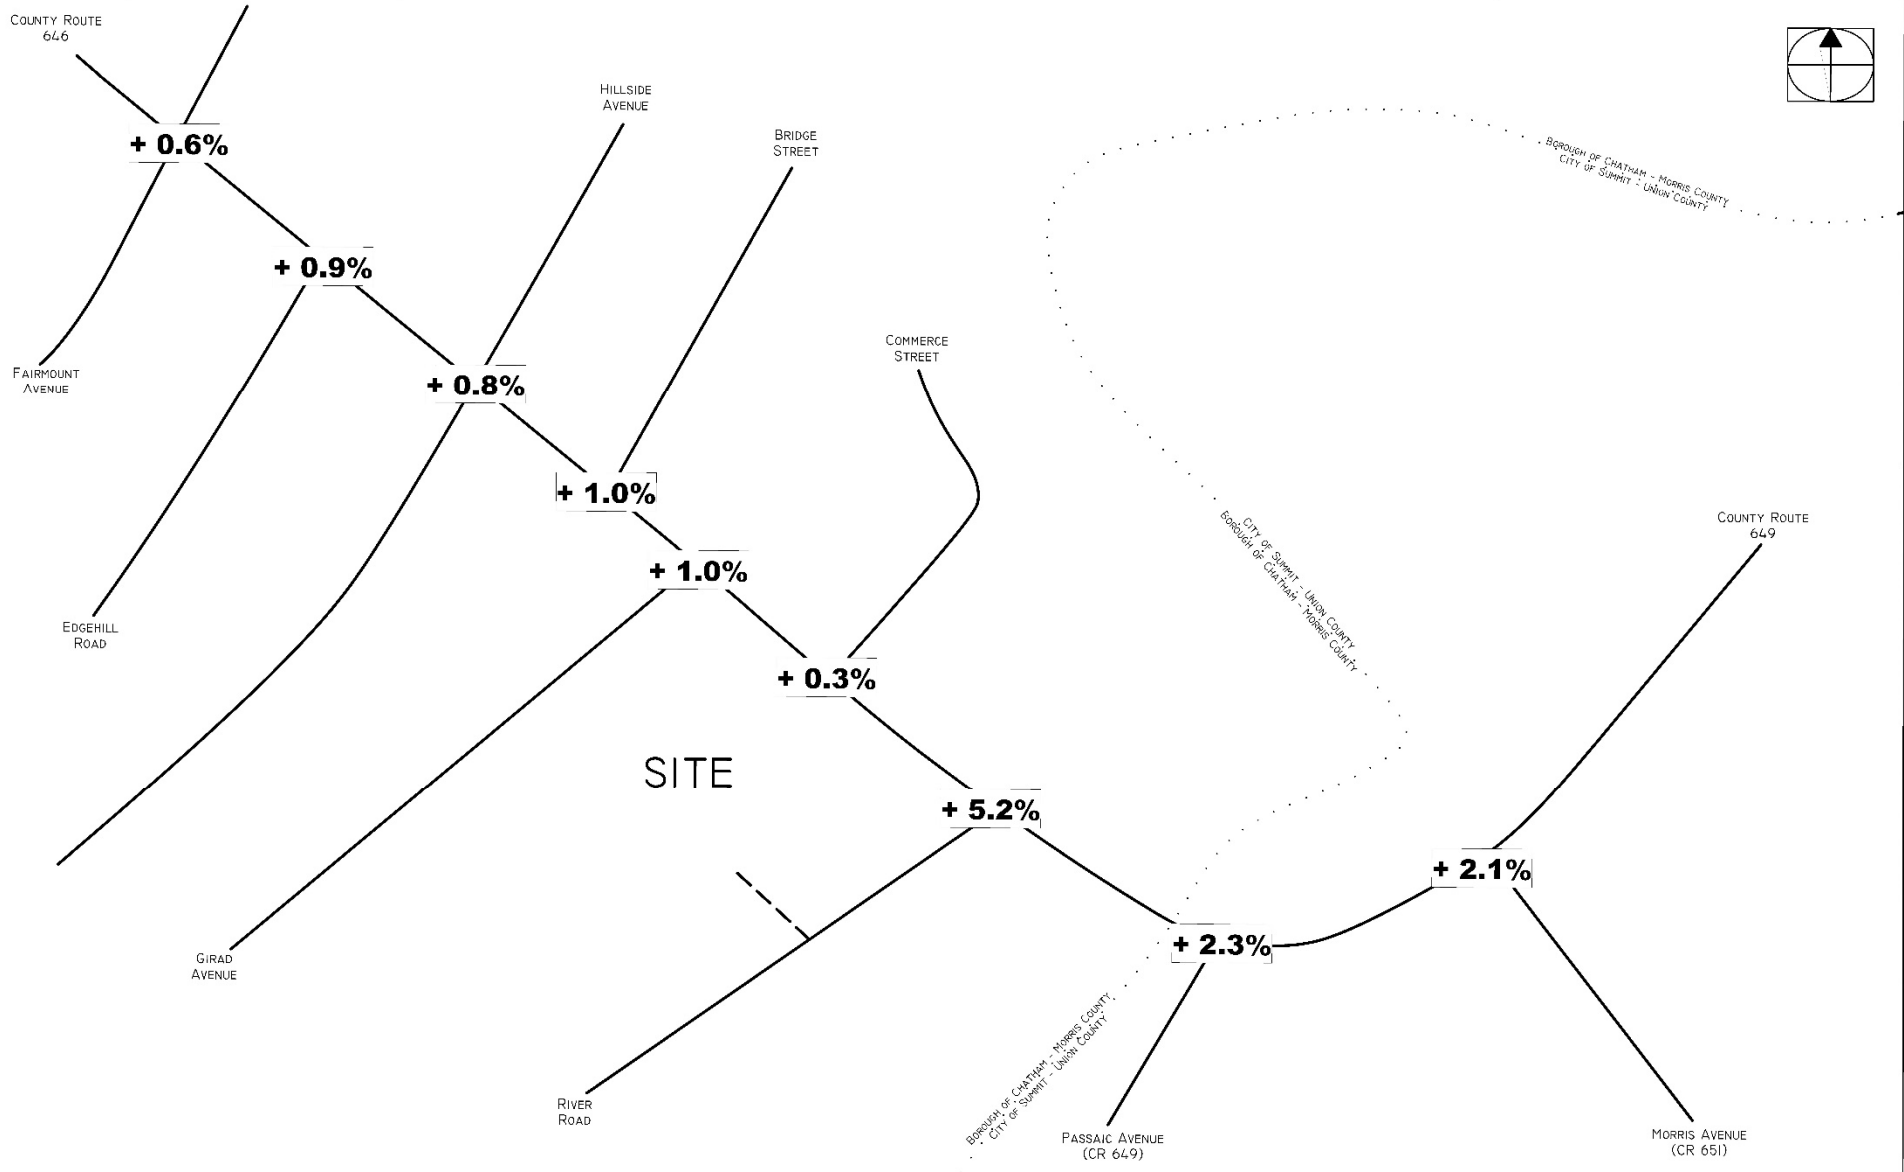 COUNTY ROUTE
646
+ 0.6%
HILLSIDE
AVENUE
BRIDGE
STREET
BOROUGH OF CHATHAM - MORRIS COUNTY
CITY OF SUMMIT - UNION COUNTY
+ 0.9%
FAIRMOUNT
AVENUE
+ 0.8%
COMMERCE
STREET
+ 1.0%
CITY OF SUMMIT - UNION COUNTY
BOROUGH OF CHATHAM - MORRIS COUNTY
COUNTY ROUTE
649
+ 1.0%
EDGEHILL
ROAD
+ 0.3%
SITE
+ 5.2%
+ 2.1%
+ 2.3%
GIRAD
AVENUE
BOROUGH OF CHATHAM - MORRIS COUNTY
CITY OF SUMMIT - UNION COUNTY
RIVER
ROAD
PASSAIC AVENUE
(CR 649)
MORRIS AVENUE
(CR 651)